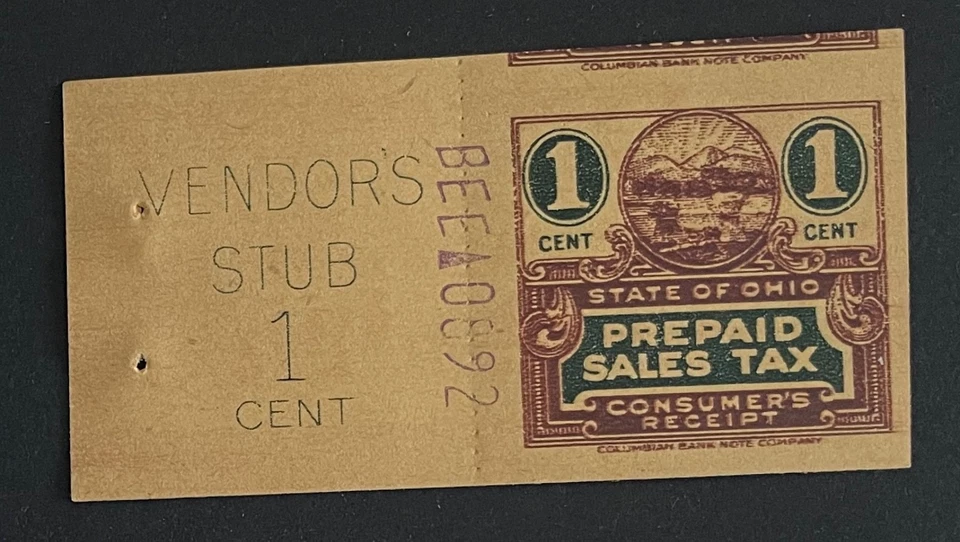 VENDOR'S
STUB
1
CENT
COLUMBIAN BANK NOTE COMPANY
1 1
CENT CENT
STATE OF OHIO
PREPAID
SALES TAX
CONSUMER'S
RECEIPT
COLUMBIAN BANK NOTE COMPANY